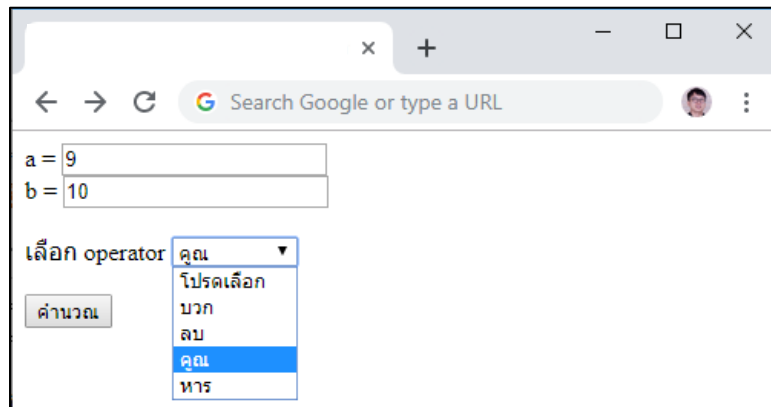 Search Google or type a URL
a = 9
b = 10
เลือก operator คูณ
โปรดเลือก
บวก
ลบ
คูณ
หาร
คำนวณ